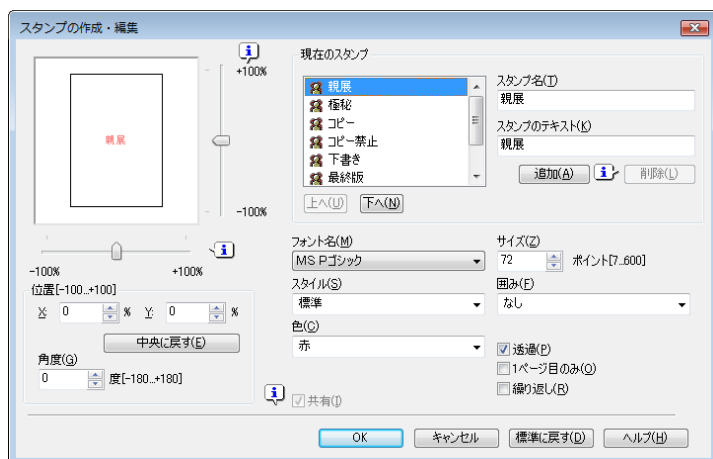 スタンプの作成・編集
親展
+100%
-100%
-100%
+100%
位置[-100...+100]
X: 0 % Y: 0 %
中央に戻す(E)
角度(G)
0 度[-180...+180]
現在のスタンプ
親展
極秘
コピー
コピー禁止
下書き
最終版
上へ(U) 下へ(N)
スタンプ名(T)
親展
スタンプのテキスト(K)
親展
追加(A) 削除(L)
フォント名(M)
MS Pゴシック
スタイル(S)
標準
色(C)
赤
サイズ(Z)
72 ポイント[7...600]
囲み(F)
なし
透過(P)
1ページ目のみ(O)
繰り返し(R)
共有(I)
OK キャンセル 標準に戻す(D) ヘルプ(H)